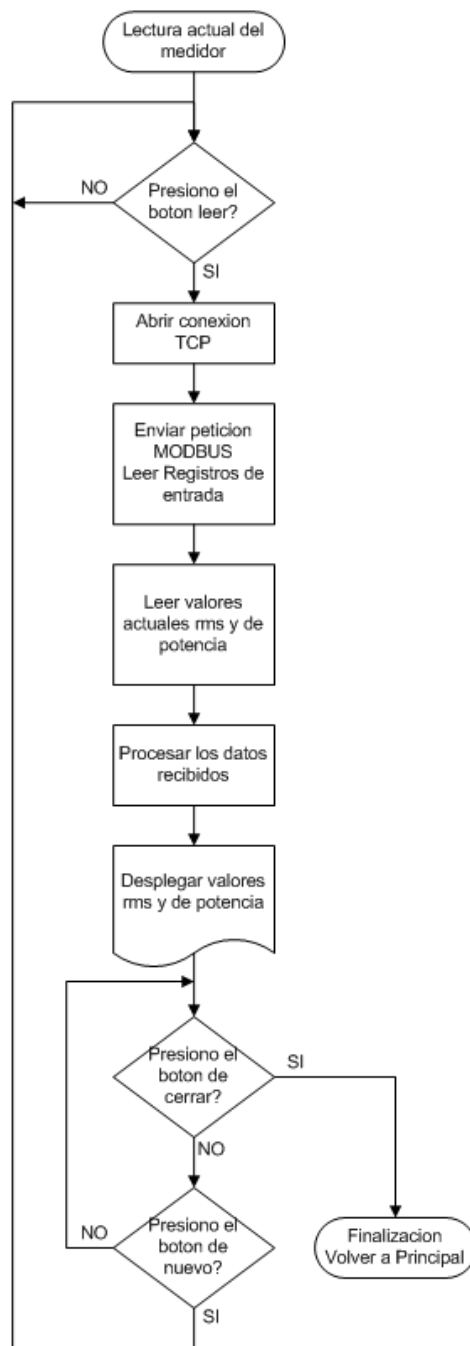 Lectura actual del
medidor
NO
Presiono el
boton leer?
SI
Abrir conexion
TCP
Enviar peticion
MODBUS
Leer Registros de
entrada
Leer valores
actuales rms y de
potencia
Procesar los datos
recibidos
Desplegar valores
rms y de potencia
Presiono el
boton de
cerrar?
SI
NO
NO
Presiono el
boton de
nuevo?
SI
Finalizacion
Volver a Principal